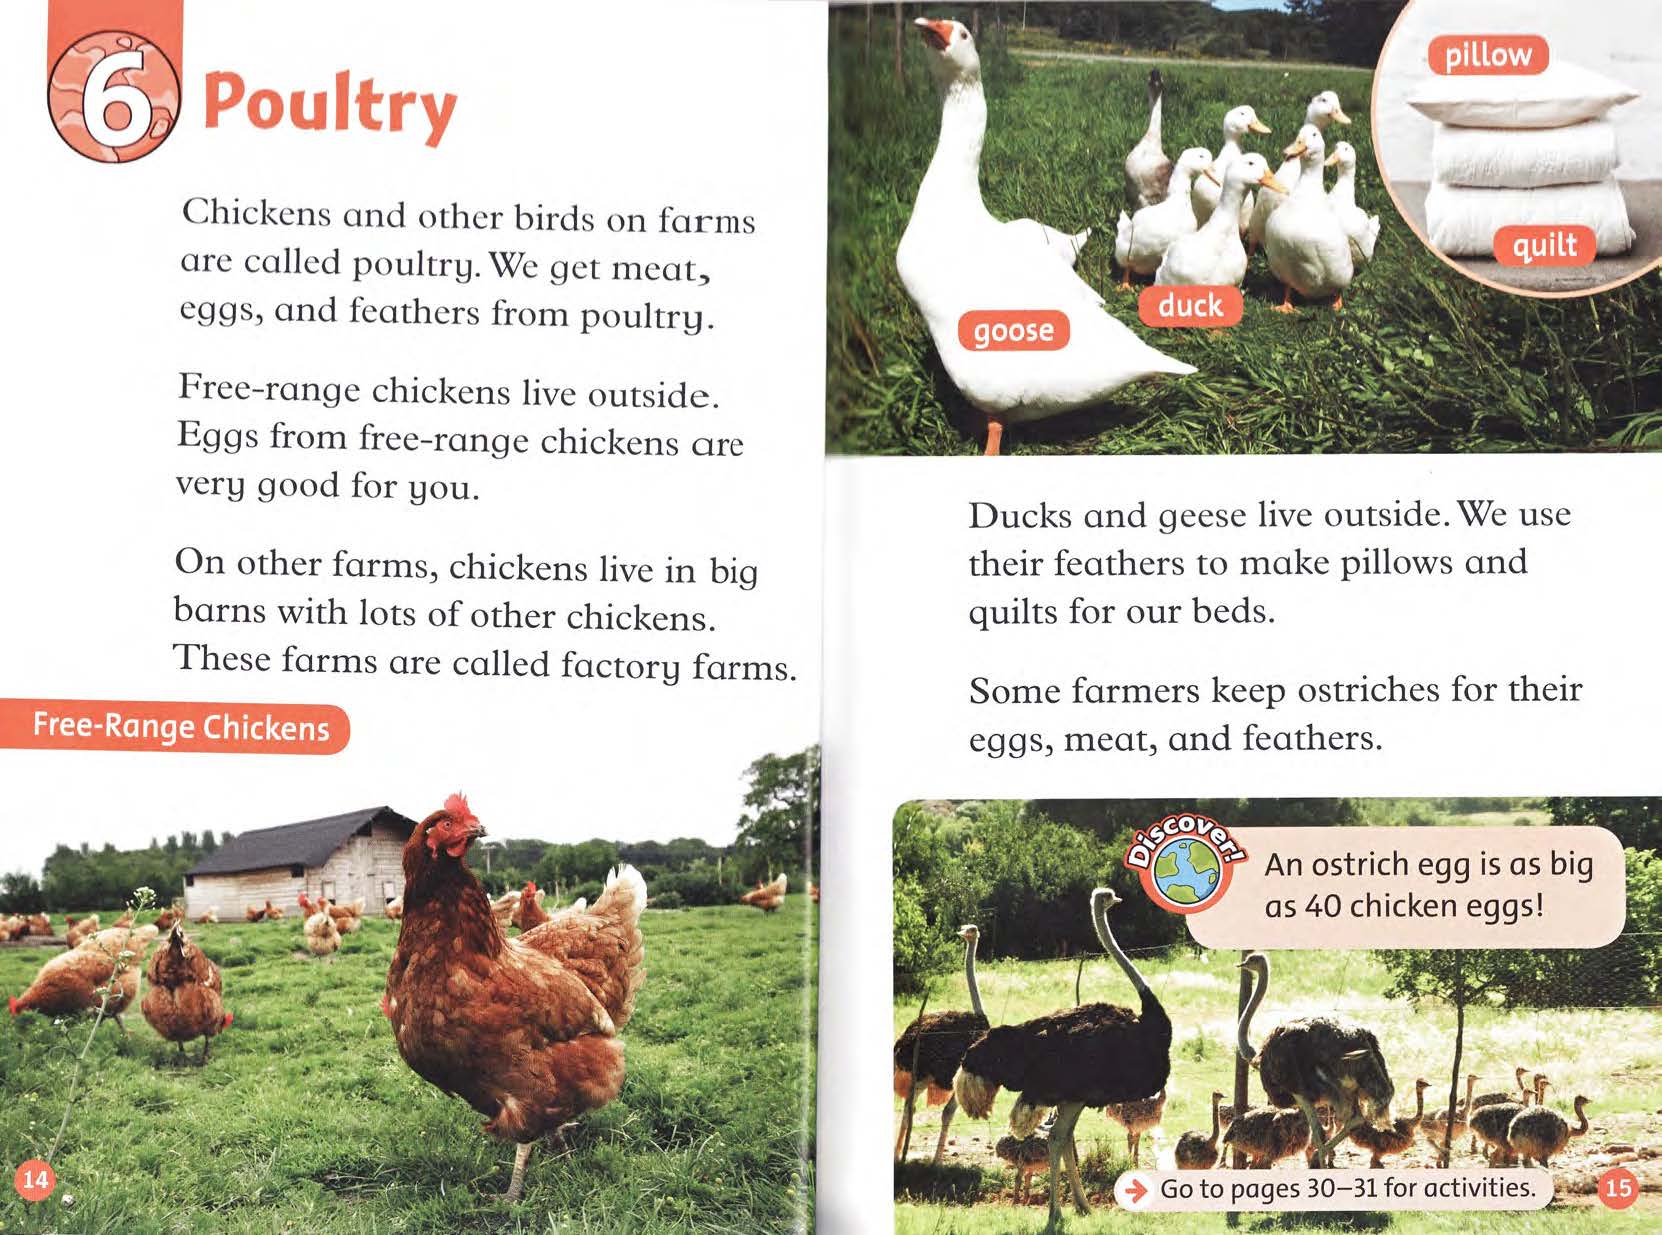 6
Poultry
Chickens and other birds on farms
are called poultry. We get meat,
eggs, and feathers from poultry.
Free-range chickens live outside.
Eggs from free-range chickens are
very good for you.
On other farms, chickens live in big
barns with lots of other chickens.
These farms are called factory farms.
Free-Range Chickens
14
pillow
quilt
duck
goose
Ducks and geese live outside. We use
their feathers to make pillows and
quilts for our beds.
Some farmers keep ostriches for their
eggs, meat, and feathers.
Discover!
An ostrich egg is as big
as 40 chicken eggs!
Go to pages 30–31 for activities.
15